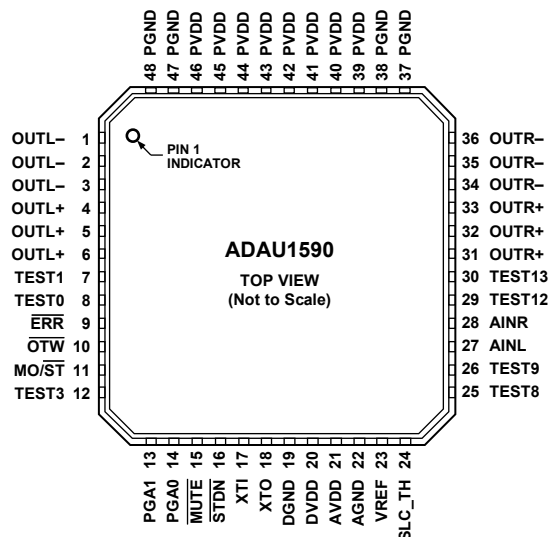 48 PGND
47 PGND
46 PVDD
45 PVDD
44 PVDD
43 PVDD
42 PVDD
41 PVDD
40 PVDD
39 PVDD
38 PGND
37 PGND
OUTL– 1
OUTL– 2
OUTL– 3
OUTL+ 4
OUTL+ 5
OUTL+ 6
TEST1 7
TEST0 8
ERR 9
OTW 10
MO/ST 11
TEST3 12
PIN 1
INDICATOR
ADAU1590
TOP VIEW
(Not to Scale)
36 OUTR–
35 OUTR–
34 OUTR–
33 OUTR+
32 OUTR+
31 OUTR+
30 TEST13
29 TEST12
28 AINR
27 AINL
26 TEST9
25 TEST8
PGA1 13
PGA0 14
MUTE 15
STDN 16
XTI 17
XTO 18
DGND 19
DVDD 20
AVDD 21
AGND 22
VREF 23
SLC_TH 24